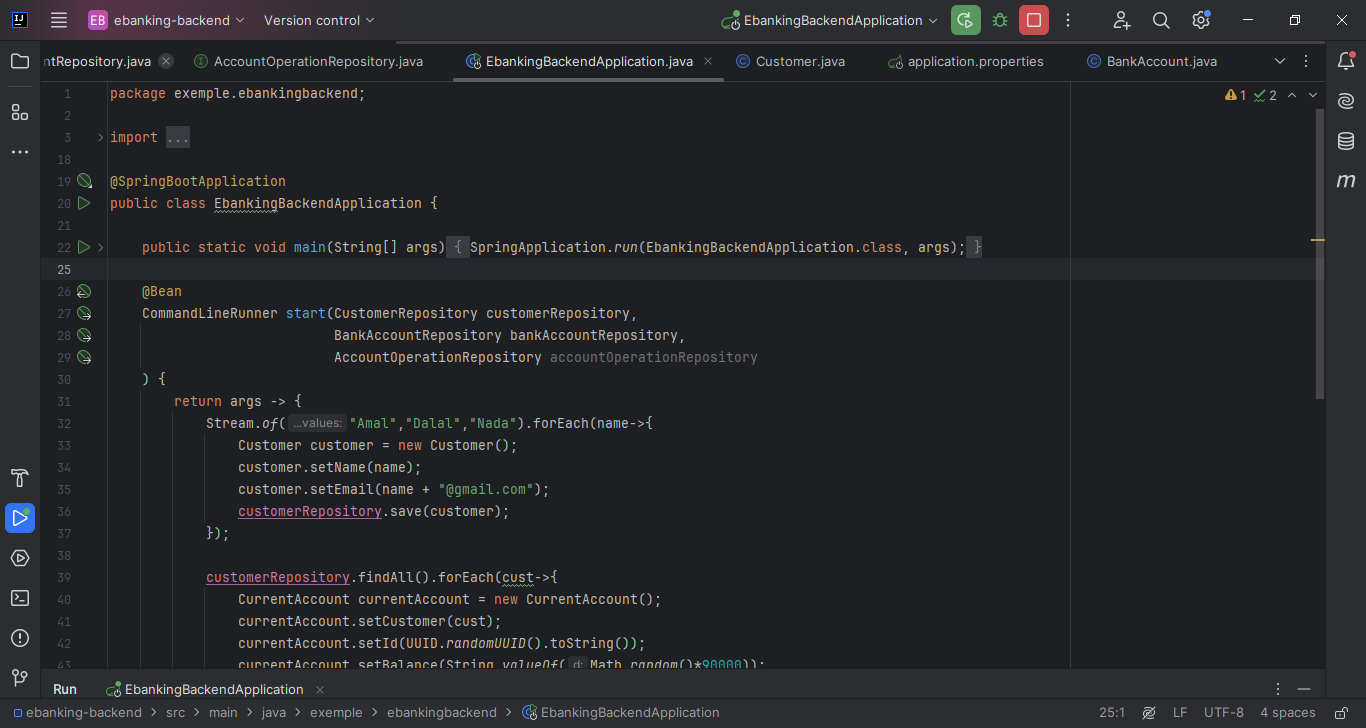 EB ebanking-backend Version control EbankingBackendApplication
ntRepository.java AccountOperationRepository.java EbankingBackendApplication.java Customer.java application.properties BankAccount.java
1 package exemple.ebankingbackend; 1 2
2
3 import ...
18
19 @SpringBootApplication
20 public class EbankingBackendApplication {
21
22 public static void main(String[] args) { SpringApplication.run(EbankingBackendApplication.class, args); }
25
26 @Bean
27 CommandLineRunner start(CustomerRepository customerRepository,
28 BankAccountRepository bankAccountRepository,
29 AccountOperationRepository accountOperationRepository
30 ) {
31 return args -> {
32 Stream.of( ...values: "Amal","Dalal","Nada").forEach(name->{
33 Customer customer = new Customer();
34 customer.setName(name);
35 customer.setEmail(name + "@gmail.com");
36 customerRepository.save(customer);
37 });
38
39 customerRepository.findAll().forEach(cust->{
40 CurrentAccount currentAccount = new CurrentAccount();
41 currentAccount.setCustomer(cust);
42 currentAccount.setId(UUID.randomUUID().toString());
43 currentAccount.setBalance(String.valueOf( d: Math.random()*90000));
Run EbankingBackendApplication
ebanking-backend > src > main > java > exemple > ebankingbackend > EbankingBackendApplication 25:1 LF UTF-8 4 spaces